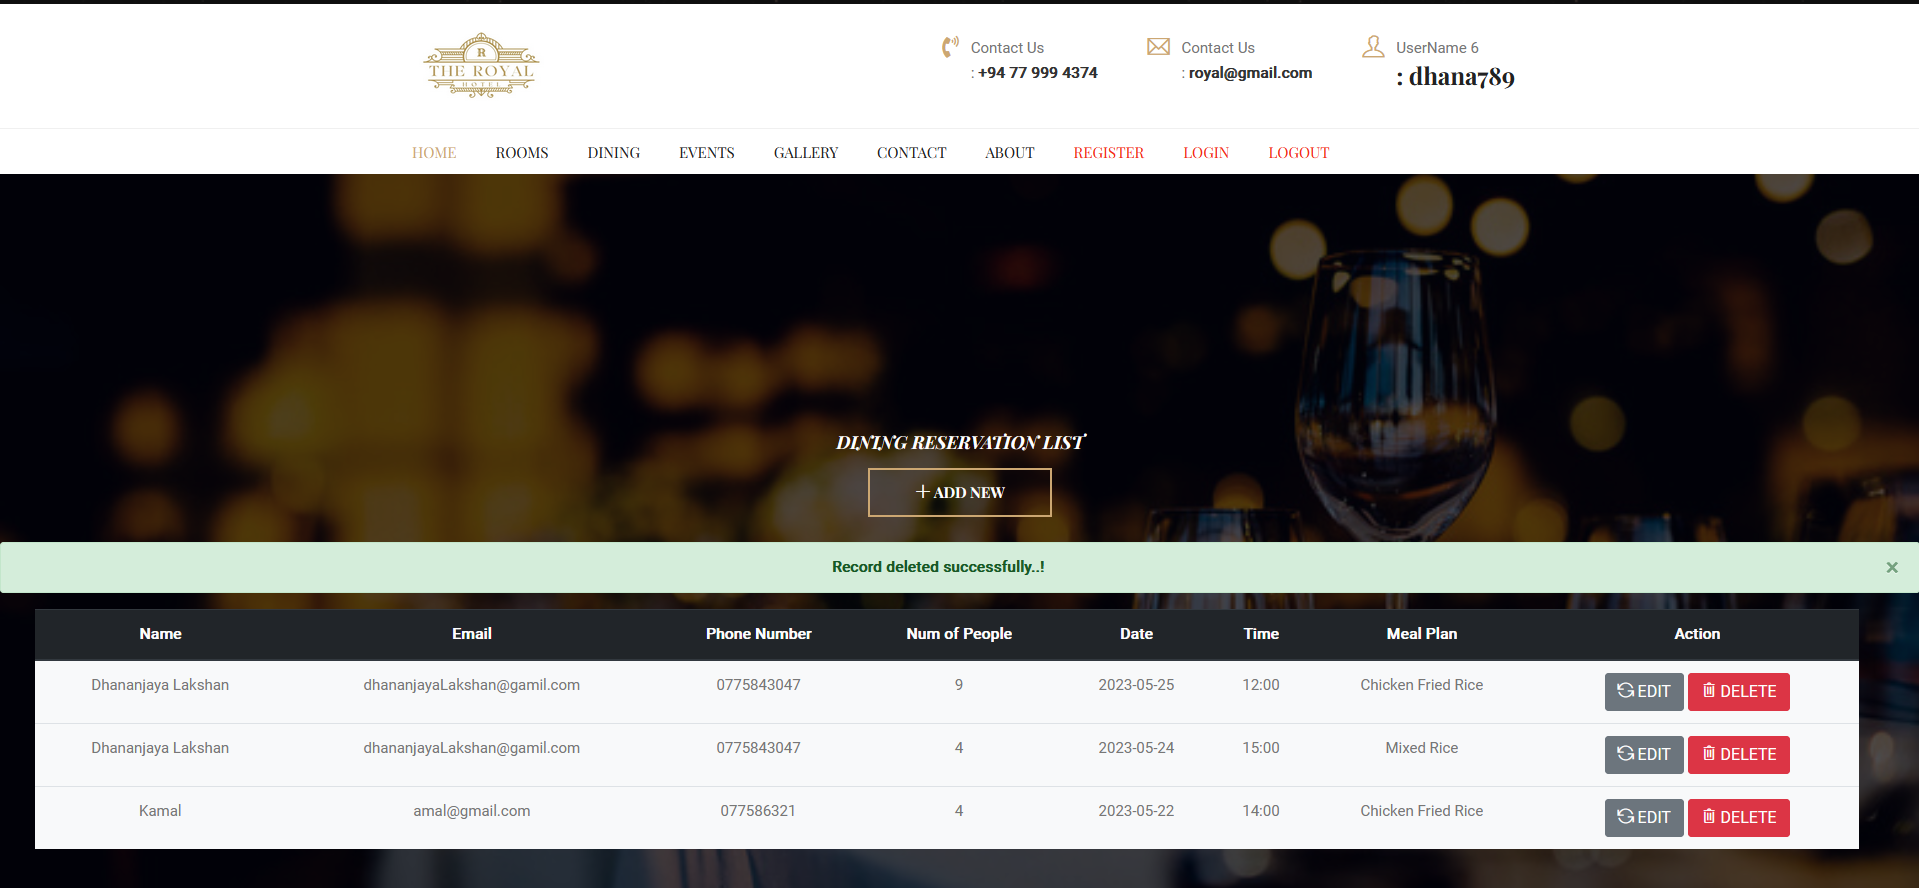 R
THE ROYAL
HOTEL
Contact Us
: +94 77 999 4374
Contact Us
: royal@gmail.com
UserName 6
: dhana789
HOME ROOMS DINING EVENTS GALLERY CONTACT ABOUT REGISTER LOGIN LOGOUT
DINING RESERVATION LIST
+ ADD NEW
Record deleted successfully..! ×
Name Email Phone Number Num of People Date Time Meal Plan Action
Dhananjaya Lakshan dhananjayaLakshan@gamil.com 0775843047 9 2023-05-25 12:00 Chicken Fried Rice EDIT DELETE
Dhananjaya Lakshan dhananjayaLakshan@gamil.com 0775843047 4 2023-05-24 15:00 Mixed Rice EDIT DELETE
Kamal amal@gmail.com 077586321 4 2023-05-22 14:00 Chicken Fried Rice EDIT DELETE